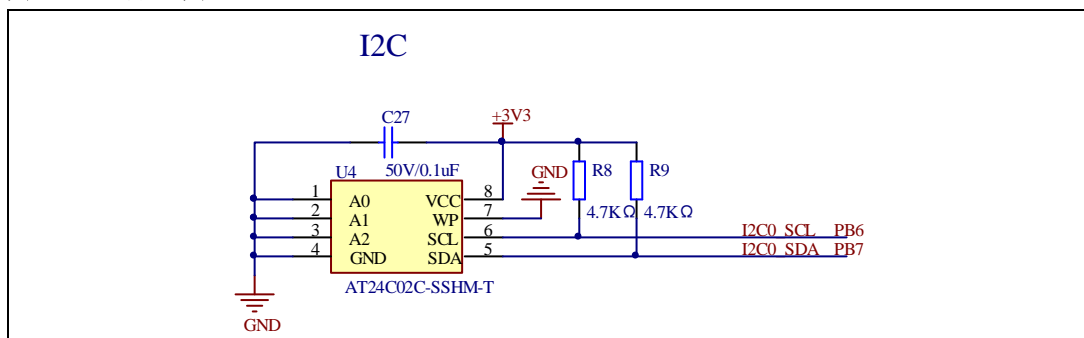 I2C
C27
+3V3
U4
50V/0.1uF
GND
R8
R9
1
A0
VCC
8
2
A1
WP
7
4.7KΩ
4.7KΩ
3
A2
SCL
6
I2C0_SCL PB6
4
GND
SDA
5
I2C0_SDA PB7
AT24C02C-SSHM-T
GND